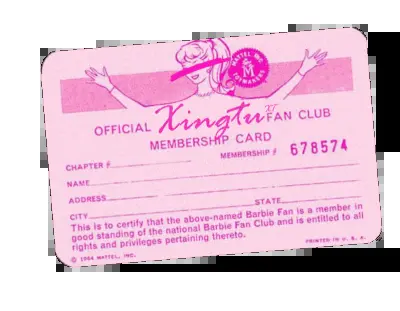 MATTEL, INC.
M
TOYMAKERS
OFFICIAL Xingtu XT FAN CLUB
MEMBERSHIP CARD
CHAPTER # MEMBERSHIP # 678574
NAME
ADDRESS
CITY STATE
This is to certify that the above-named Barbie Fan is a member in
good standing of the national Barbie Fan Club and is entitled to all
rights and privileges pertaining thereto.
© 1964 MATTEL, INC. PRINTED IN U. S. A.